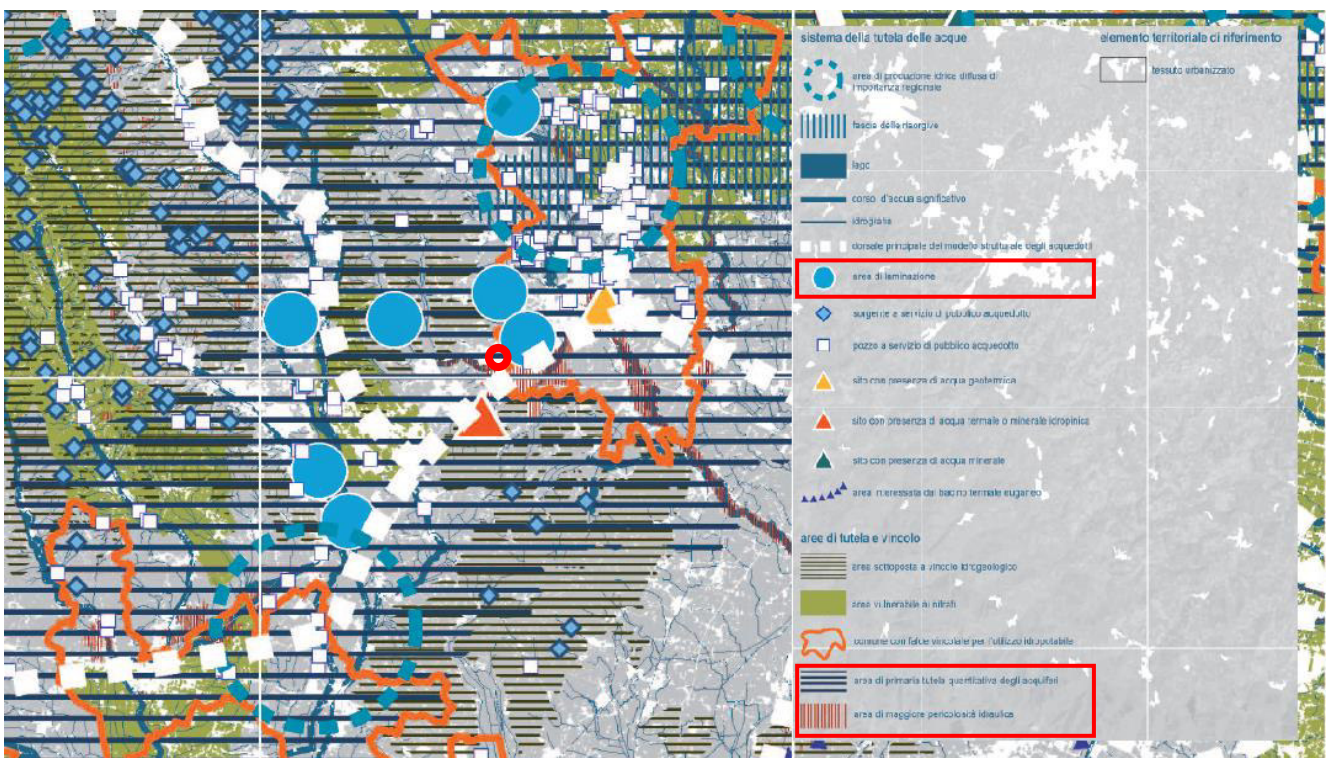 sistema della tutela delle acque
area di produzione idrica diffusa di
importanza regionale
fascia delle risorgive
lago
corso d'acqua significativo
idrografia
dorsale principale del modello strutturale degli acquedotti
area di laminazione
sorgente a servizio di pubblico acquedotto
pozzo a servizio di pubblico acquedotto
sito con presenza di acqua geotermica
sito con presenza di acqua termale o minerale idropinica
sito con presenza di acqua minerale
area interessata dal bacino termale euganeo
aree di tutela e vincolo
area sottoposta a vincolo idrogeologico
area vulnerabile ai nitrati
comune con falde vincolate per l'utilizzo idropotabile
area di primaria tutela quantitativa degli acquiferi
area di maggiore pericolosità idraulica
elemento territoriale di riferimento
tessuto urbanizzato